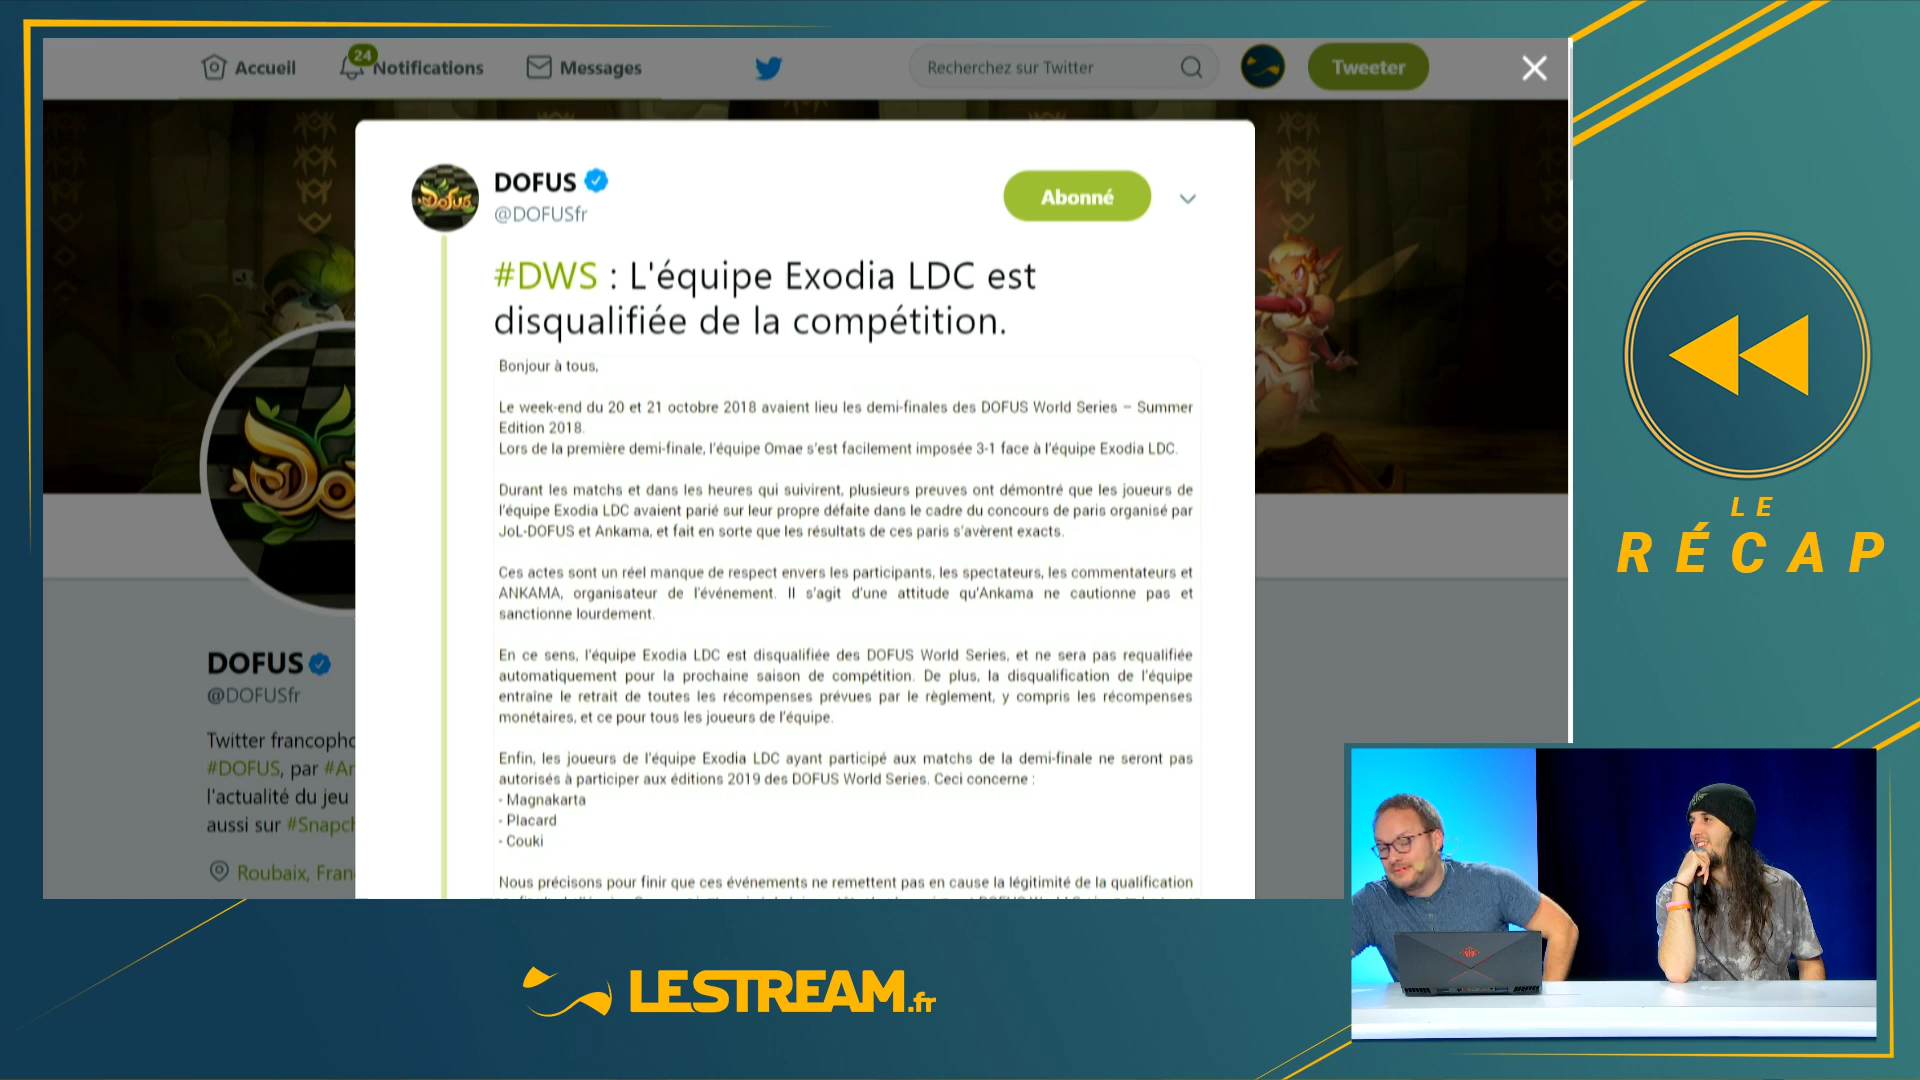 Accueil
24
Notifications
Messages
Recherchez sur Twitter
Tweeter
DOFUS
@DOFUSfr
Abonné
#DWS : L'équipe Exodia LDC est
disqualifiée de la compétition.
Bonjour à tous,
Le week-end du 20 et 21 octobre 2018 avaient lieu les demi-finales des DOFUS World Series – Summer
Edition 2018.
Lors de la première demi-finale, l'équipe Omae s'est facilement imposée 3-1 face à l'équipe Exodia LDC.
Durant les matchs et dans les heures qui suivirent, plusieurs preuves ont démontré que les joueurs de
l'équipe Exodia LDC avaient parié sur leur propre défaite dans le cadre du concours de paris organisé par
JoL-DOFUS et Ankama, et fait en sorte que les résultats de ces paris s'avèrent exacts.
Ces actes sont un réel manque de respect envers les participants, les spectateurs, les commentateurs et
ANKAMA, organisateur de l'événement. Il s'agit d'une attitude qu'Ankama ne cautionne pas et
sanctionne lourdement.
En ce sens, l'équipe Exodia LDC est disqualifiée des DOFUS World Series, et ne sera pas requalifiée
automatiquement pour la prochaine saison de compétition. De plus, la disqualification de l'équipe
entraîne le retrait de toutes les récompenses prévues par le règlement, y compris les récompenses
monétaires, et ce pour tous les joueurs de l'équipe.
Enfin, les joueurs de l'équipe Exodia LDC ayant participé aux matchs de la demi-finale ne seront pas
autorisés à participer aux éditions 2019 des DOFUS World Series. Ceci concerne :
- Magnakarta
- Placard
- Couki
Nous précisons pour finir que ces événements ne remettent pas en cause la légitimité de la qualification
DOFUS
@DOFUSfr
Twitter francopho
#DOFUS, par #An
l'actualité du jeu
aussi sur #Snapch
Roubaix, Fran
LE
RÉCAP
LESTREAM.fr